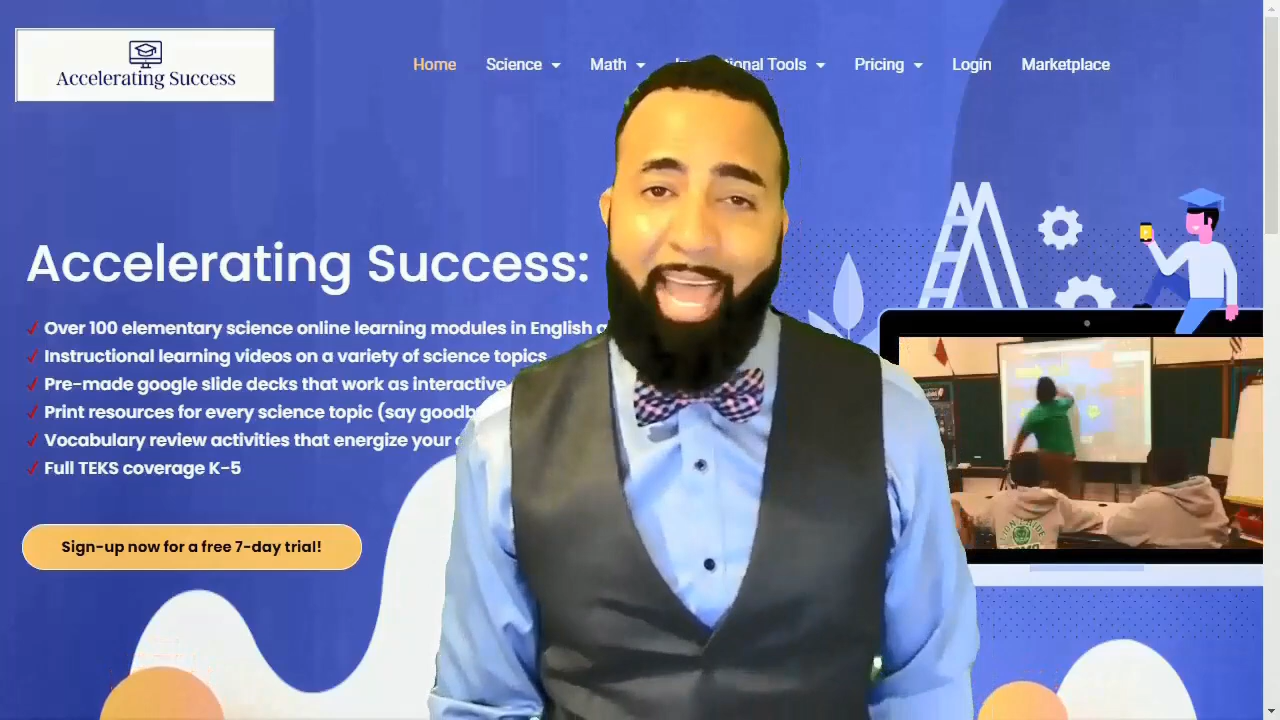 Accelerating Success
Home Science Math Tools Pricing Login Marketplace
Accelerating Success:
Over 100 elementary science online learning modules in English
Instructional learning videos on a variety of science topics
Pre-made google slide decks that work as interactive
Print resources for every science topic (say
Vocabulary review activities that energize your
Full TEKS coverage K-5
Sign-up now for a free 7-day trial!